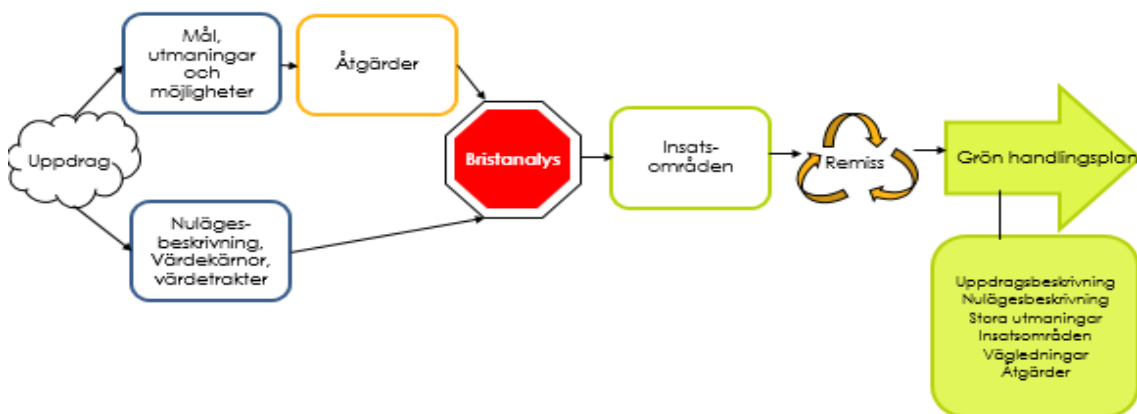 Mål,
utmaningar
och
möjligheter
Åtgärder
Uppdrag
Bristanalys
Insats-
områden
Remiss
Grön handlingsplan
Nuläges-
beskrivning,
Värdekärnor,
värdetrakter
Uppdragsbeskrivning
Nulägesbeskrivning
Stora utmaningar
Insatsområden
Vägledningar
Åtgärder